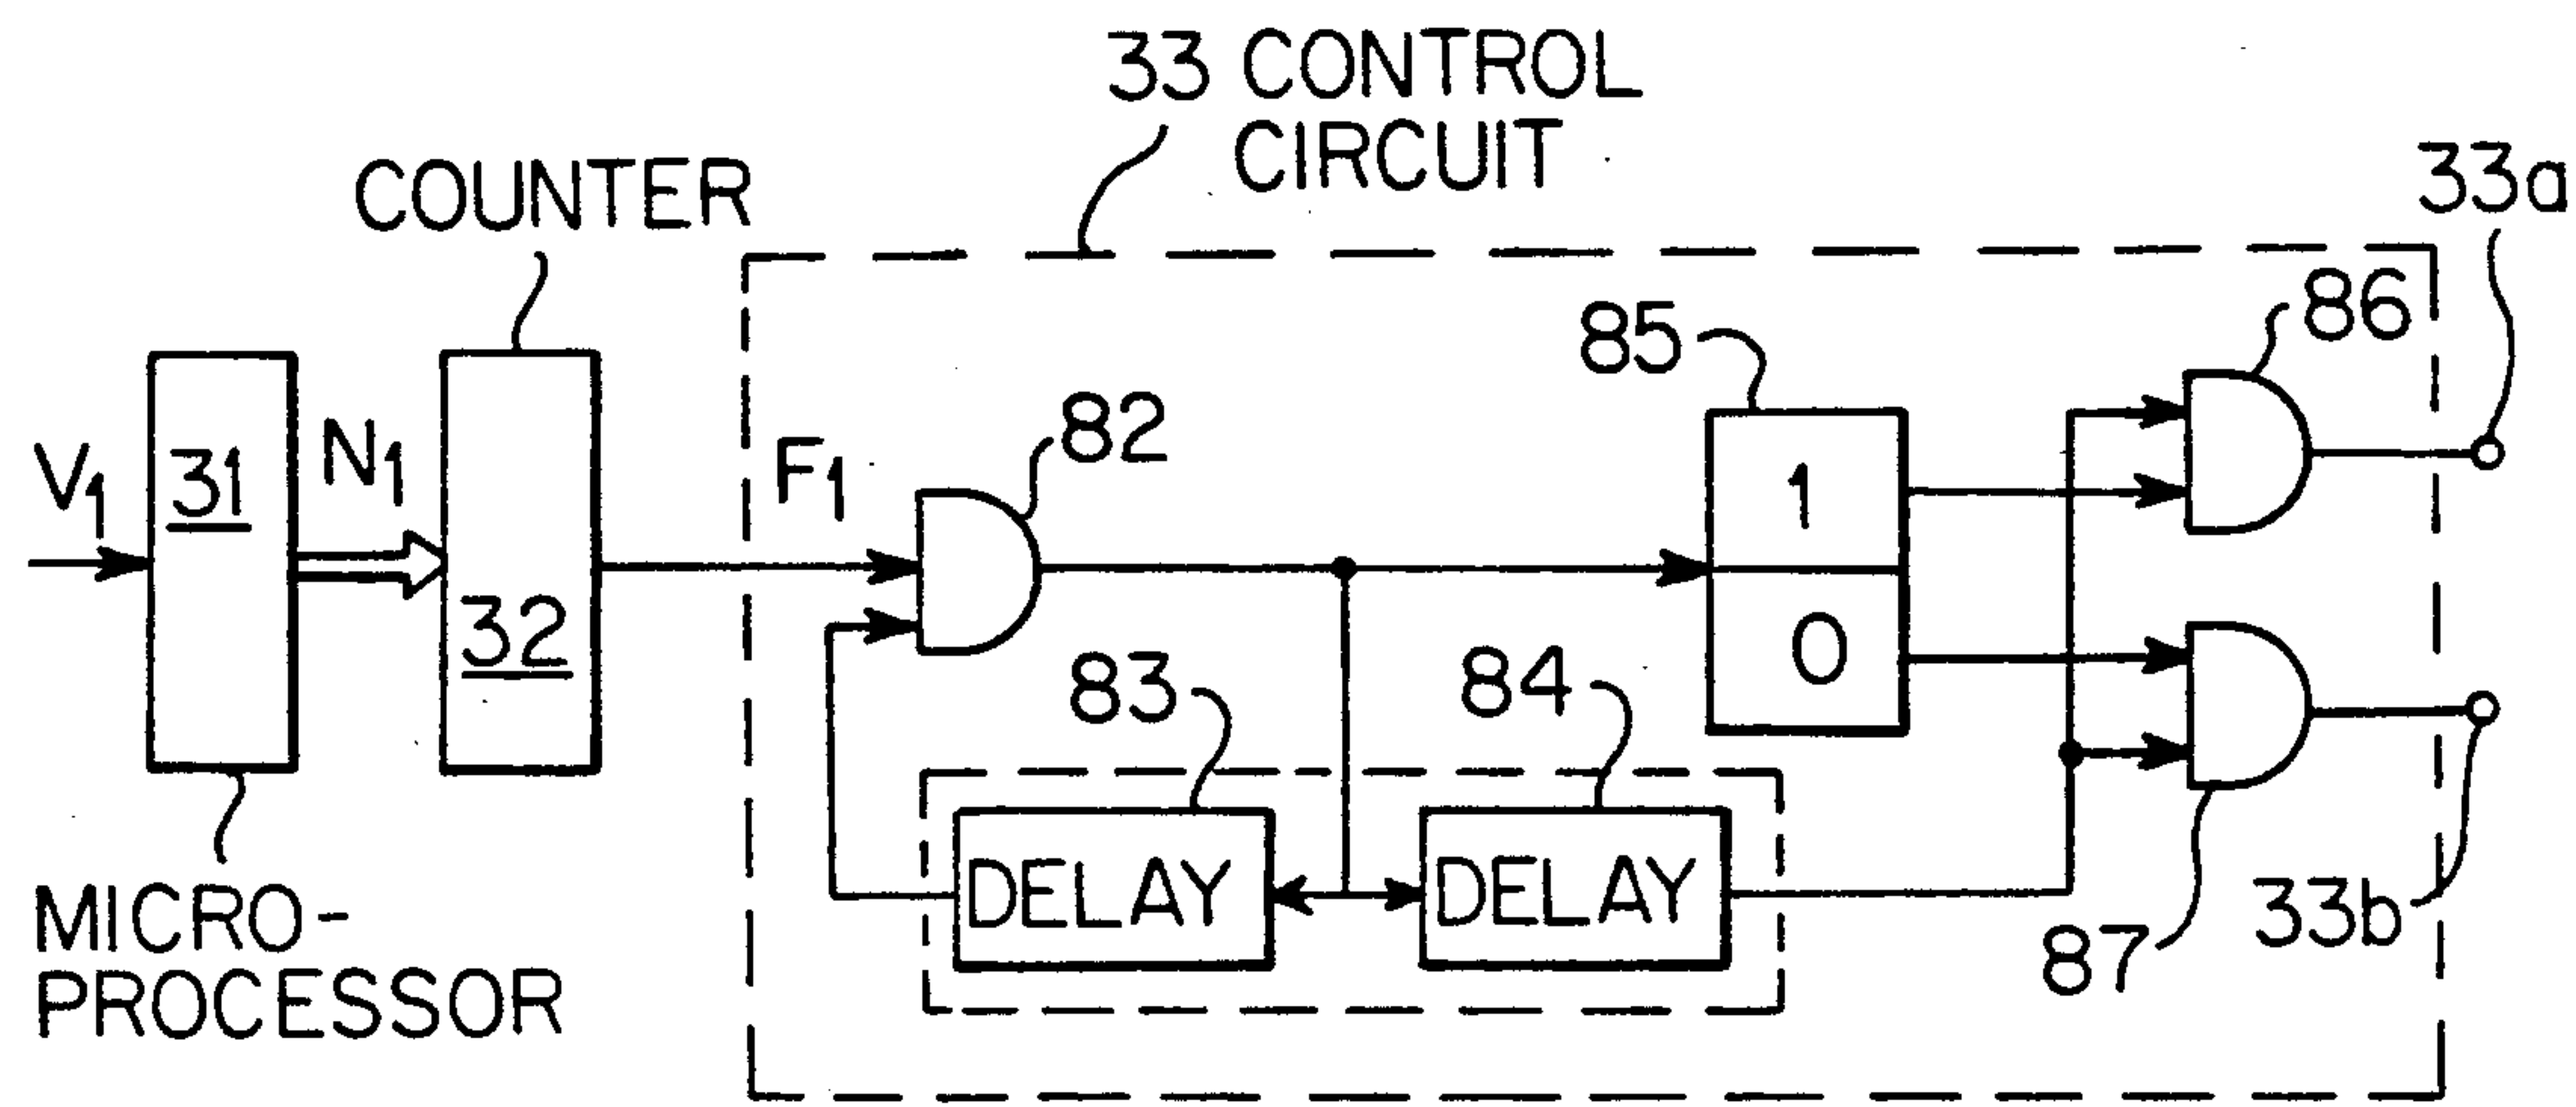 33 CONTROL
CIRCUIT
COUNTER
33a
86
85
82
V1
31
N1
F1
1
32
0
83
84
DELAY
DELAY
33b
87
MICRO-
PROCESSOR